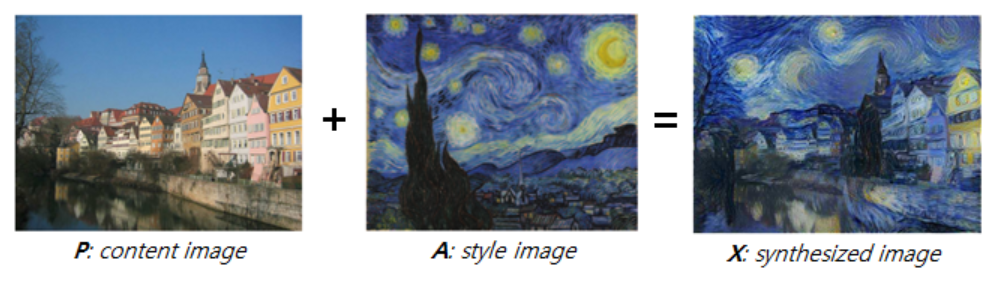 + =
P: content image A: style image X: synthesized image